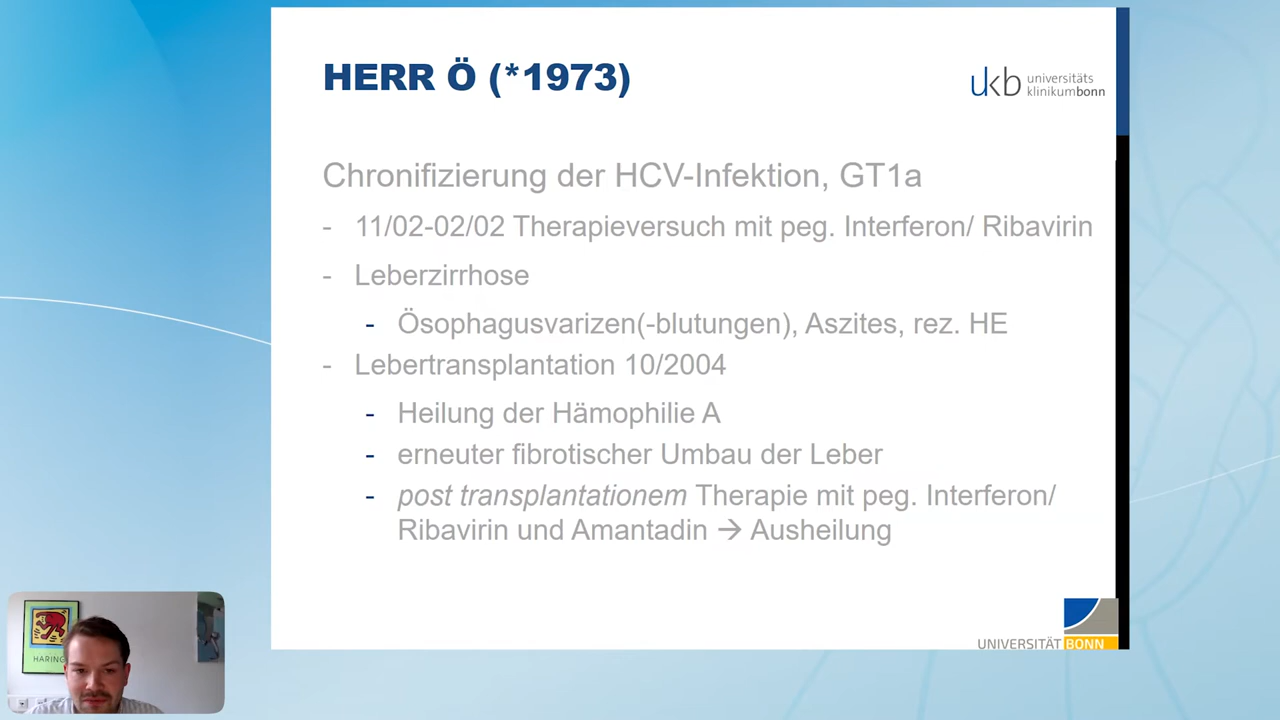 HERR Ö (*1973)
ukb universitäts
klinikumbonn
Chronifizierung der HCV-Infektion, GT1a
- 11/02-02/02 Therapieversuch mit peg. Interferon/ Ribavirin
- Leberzirrhose
- Ösophagusvarizen(-blutungen), Aszites, rez. HE
- Lebertransplantation 10/2004
- Heilung der Hämophilie A
- erneuter fibrotischer Umbau der Leber
- post transplantationem Therapie mit peg. Interferon/
Ribavirin und Amantadin → Ausheilung
HARING
UNIVERSITÄT BONN